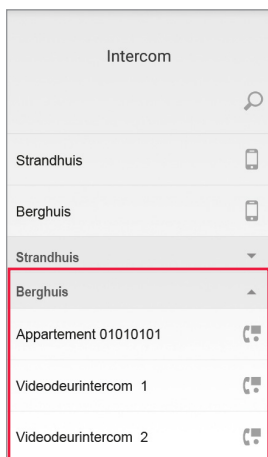 Intercom
Strandhuis
Berghuis
Strandhuis
Berghuis
Appartement 01010101
Videodeurintercom 1
Videodeurintercom 2